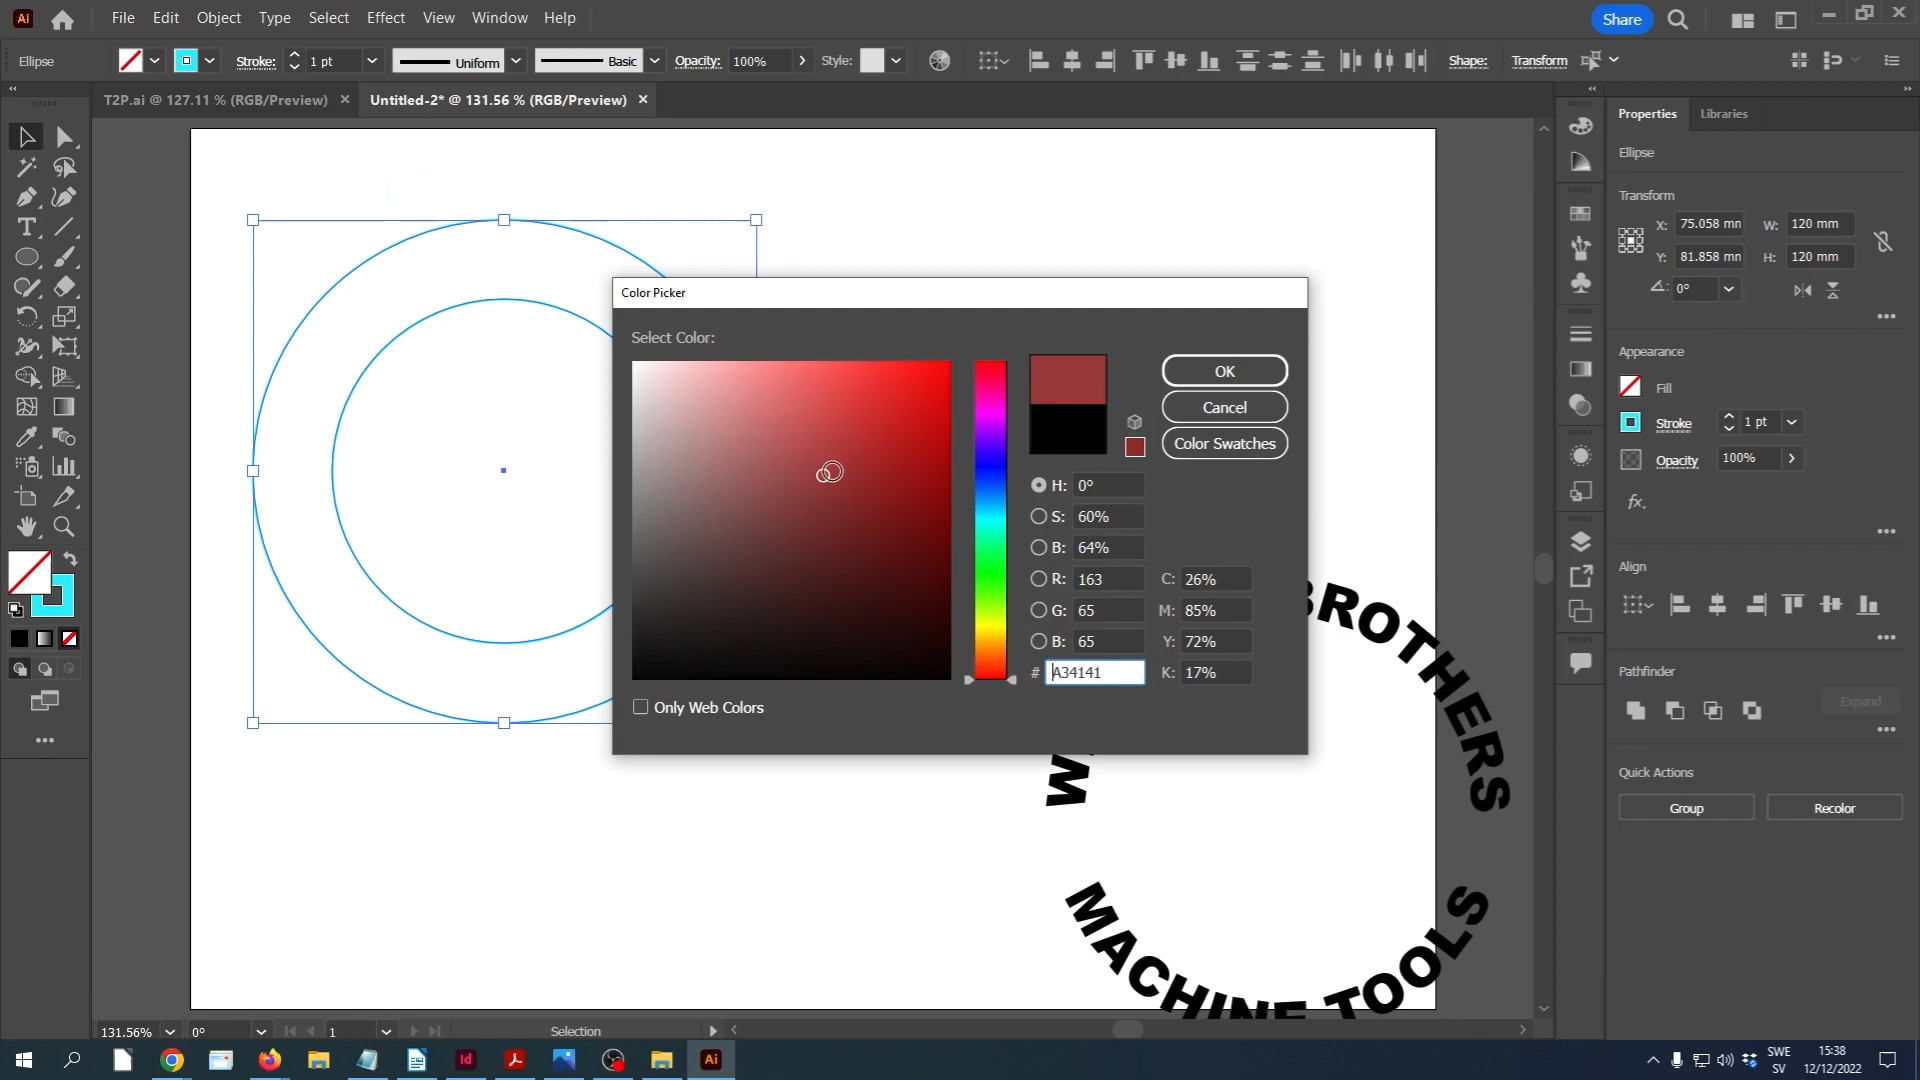 Ai File Edit Object Type Select Effect View Window Help Share
Ellipse Stroke: 1 pt Uniform Basic Opacity: 100% Style: Shape: Transform
T2P.ai @ 127.11 % (RGB/Preview) × Untitled-2* @ 131.56 % (RGB/Preview) ×
Properties Libraries
Ellipse
Transform
X: 75.058 mm W: 120 mm
Y: 81.858 mm H: 120 mm
0°
Appearance
Fill
Stroke 1 pt
Opacity 100%
fx.
Align
Pathfinder
Expand
Quick Actions
Group Recolor
Color Picker
Select Color:
OK
Cancel
Color Swatches
H: 0°
S: 60%
B: 64%
R: 163 C: 26%
G: 65 M: 85%
B: 65 Y: 72%
# A34141 K: 17%
Only Web Colors
W
BROTHERS
MACHINE TOOLS
131.56% 0° 1 Selection
Id Ai
SWE
SV
15:38
12/12/2022